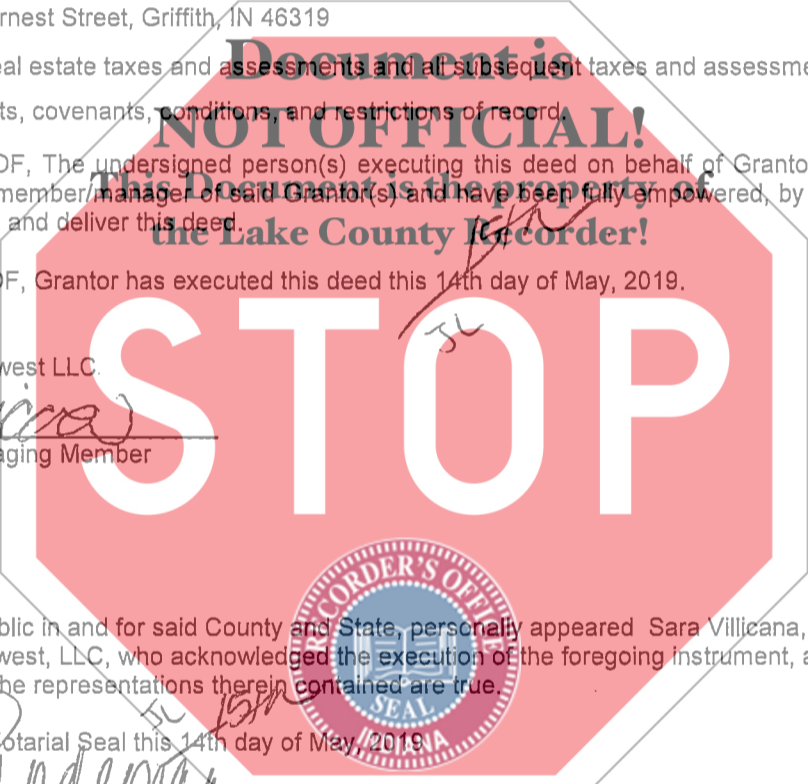 rnest Street, Griffith, IN 46319
Document is
eal estate taxes and assessments and all subsequent taxes and assessme
ts, covenants, conditions, and restrictions of record.
NOT OFFICIAL!
OF, The undersigned person(s) executing this deed on behalf of Granto
This Document is the property of
member/manager of said Grantor(s) and have been fully empowered, by
and deliver this deed.
the Lake County Recorder!
15th
OF, Grantor has executed this deed this 14th day of May, 2019.
JL
STOP
west LLC
aging Member
RECORDER'S OFFICE
blic in and for said County and State, personally appeared Sara Villicana,
west, LLC, who acknowledged the execution of the foregoing instrument, a
he representations therein contained are true.
SEAL
JL 15th
otarial Seal this 14th day of May, 2019
INDIANA